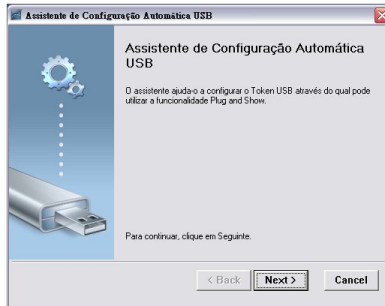 Assistente de Configuração Automática USB
Assistente de Configuração Automática
USB
O assistente ajuda-o a configurar o Token USB através do qual pode
utilizar a funcionalidade Plug and Show.
Para continuar, clique em Seguinte.
< Back
Next >
Cancel